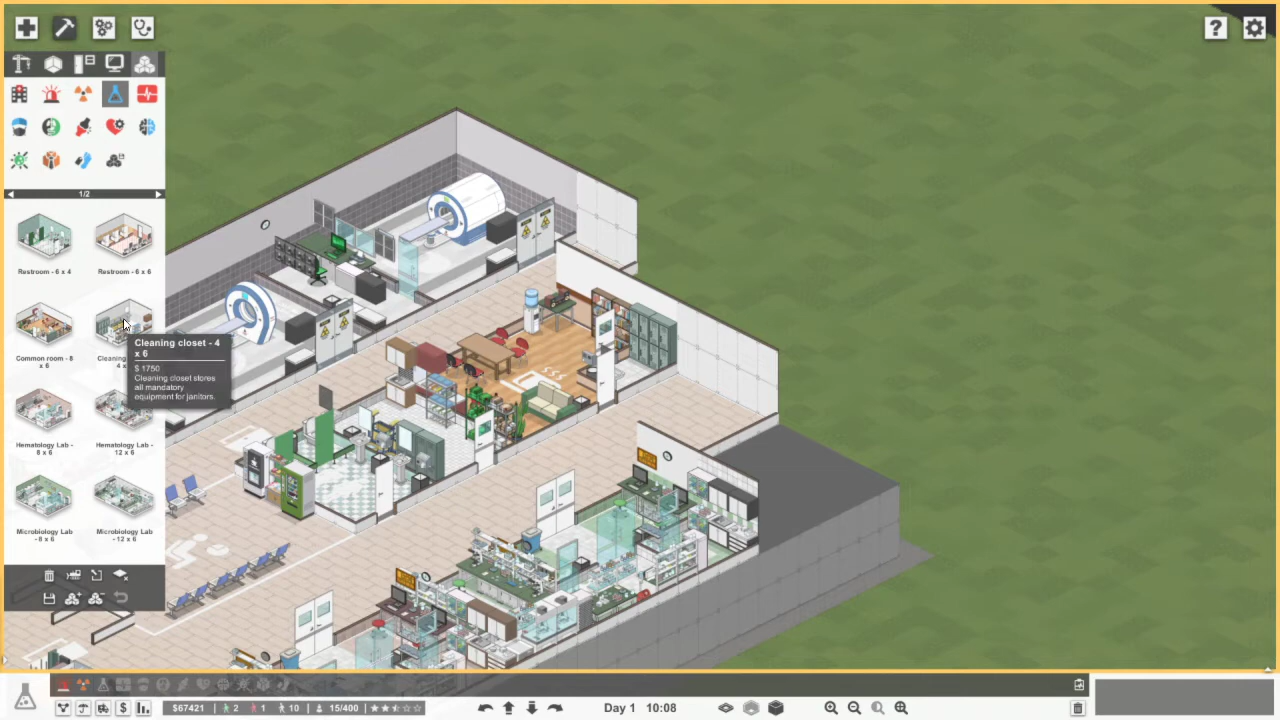 ?
1/2
Restroom - 6 x 4
Restroom - 6 x 6
Common room - 8
x 6
Cleaning
4 x
Cleaning closet - 4
x 6
$ 1750
Cleaning closet stores
all mandatory
equipment for janitors.
Hematology Lab -
8 x 6
Hematology Lab -
12 x 6
Microbiology Lab
- 8 x 6
Microbiology Lab
- 12 x 6
$67421 | 2 1 10 | 15/400 |
Day 1 10:08